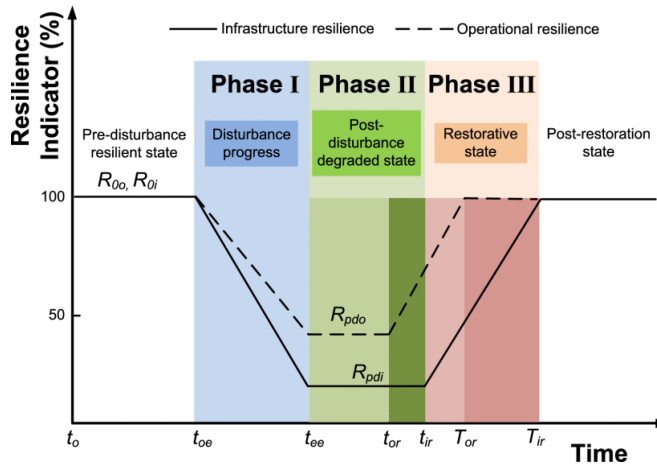 Infrastructure resilience
Operational resilience
Resilience
Indicator (%)
Phase I
Phase II
Phase III
Pre-disturbance
resilient state
Disturbance
progress
Post-
disturbance
degraded state
Restorative
state
Post-restoration
state
100
R0o, R0i
50
Rpdo
Rpdi
to
toe
tee
tor
tir
Tor
Tir
Time